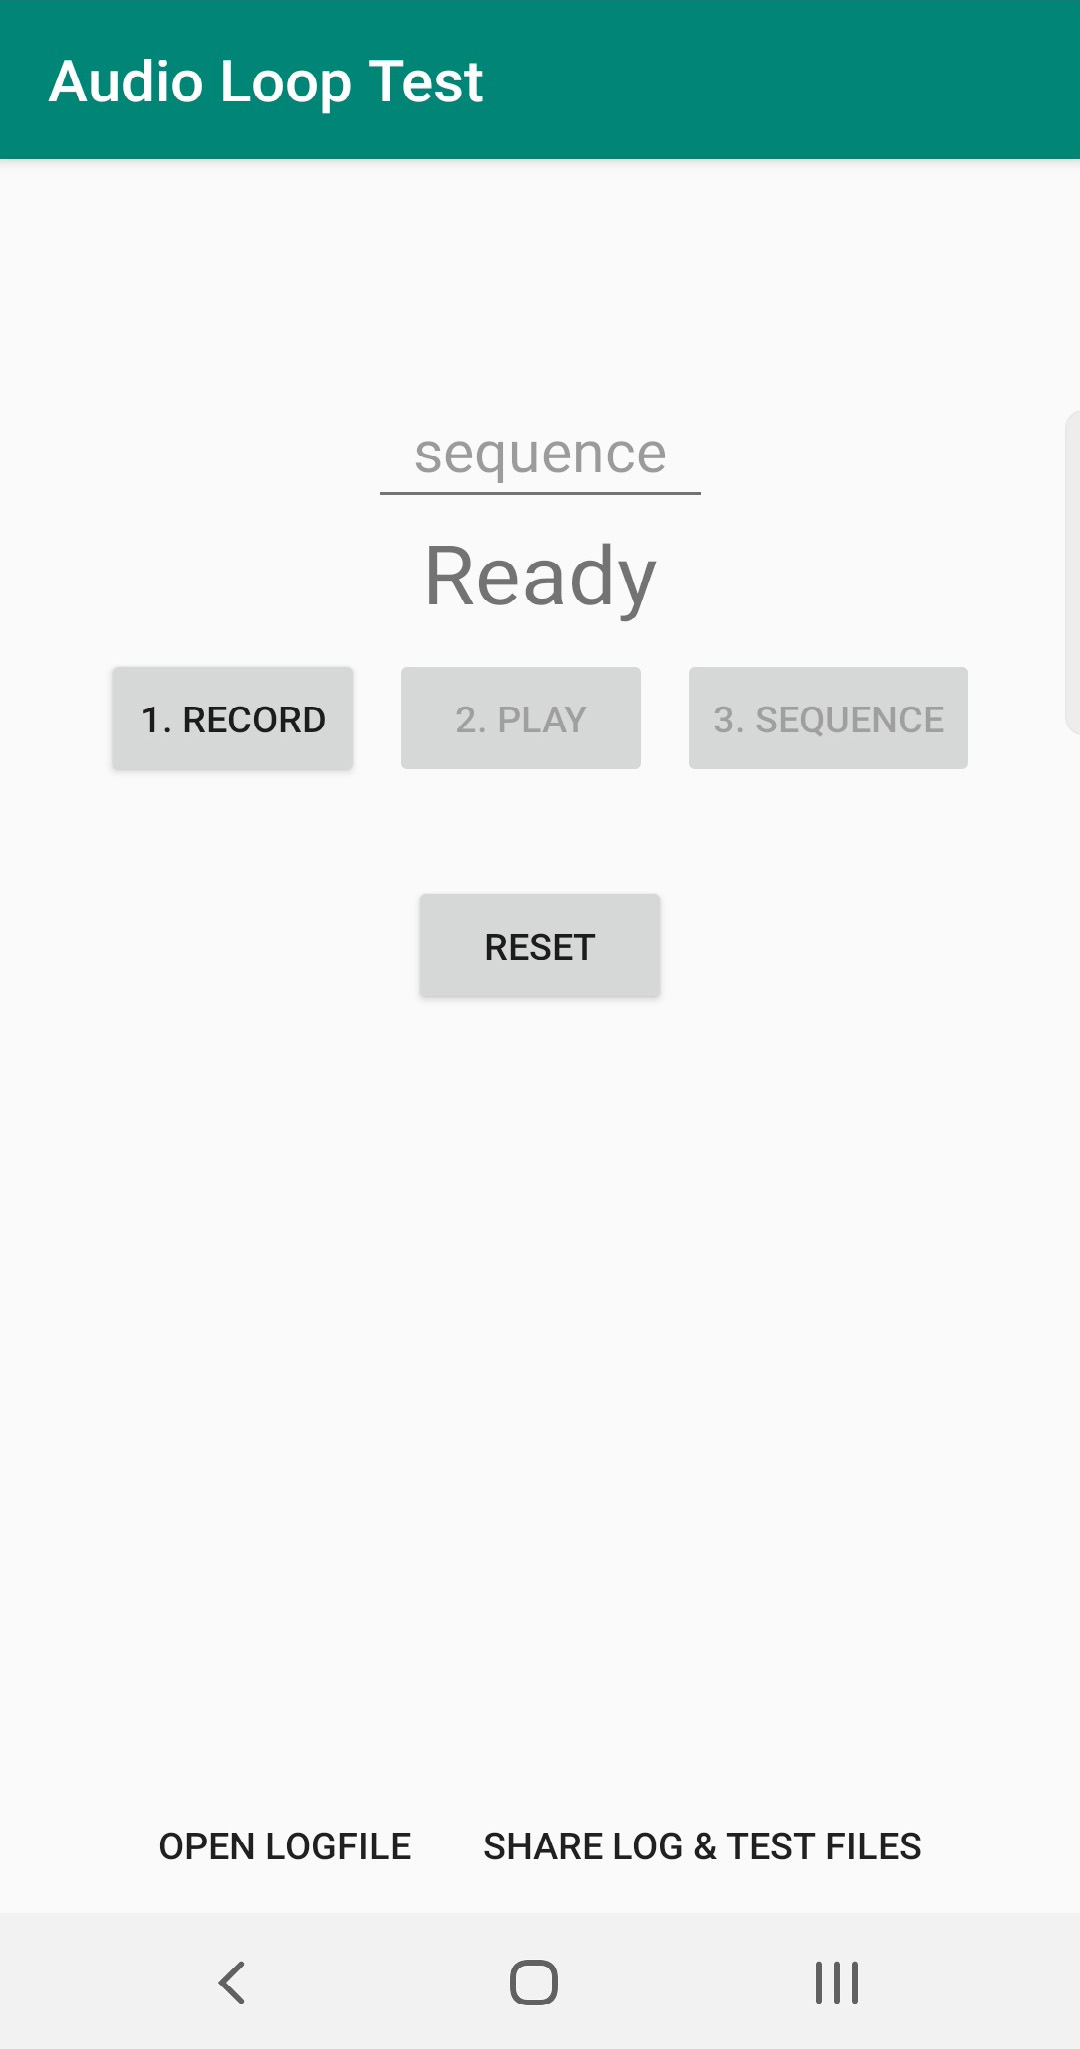 Audio Loop Test
sequence
Ready
1. RECORD 2. PLAY 3. SEQUENCE
RESET
OPEN LOGFILE SHARE LOG & TEST FILES